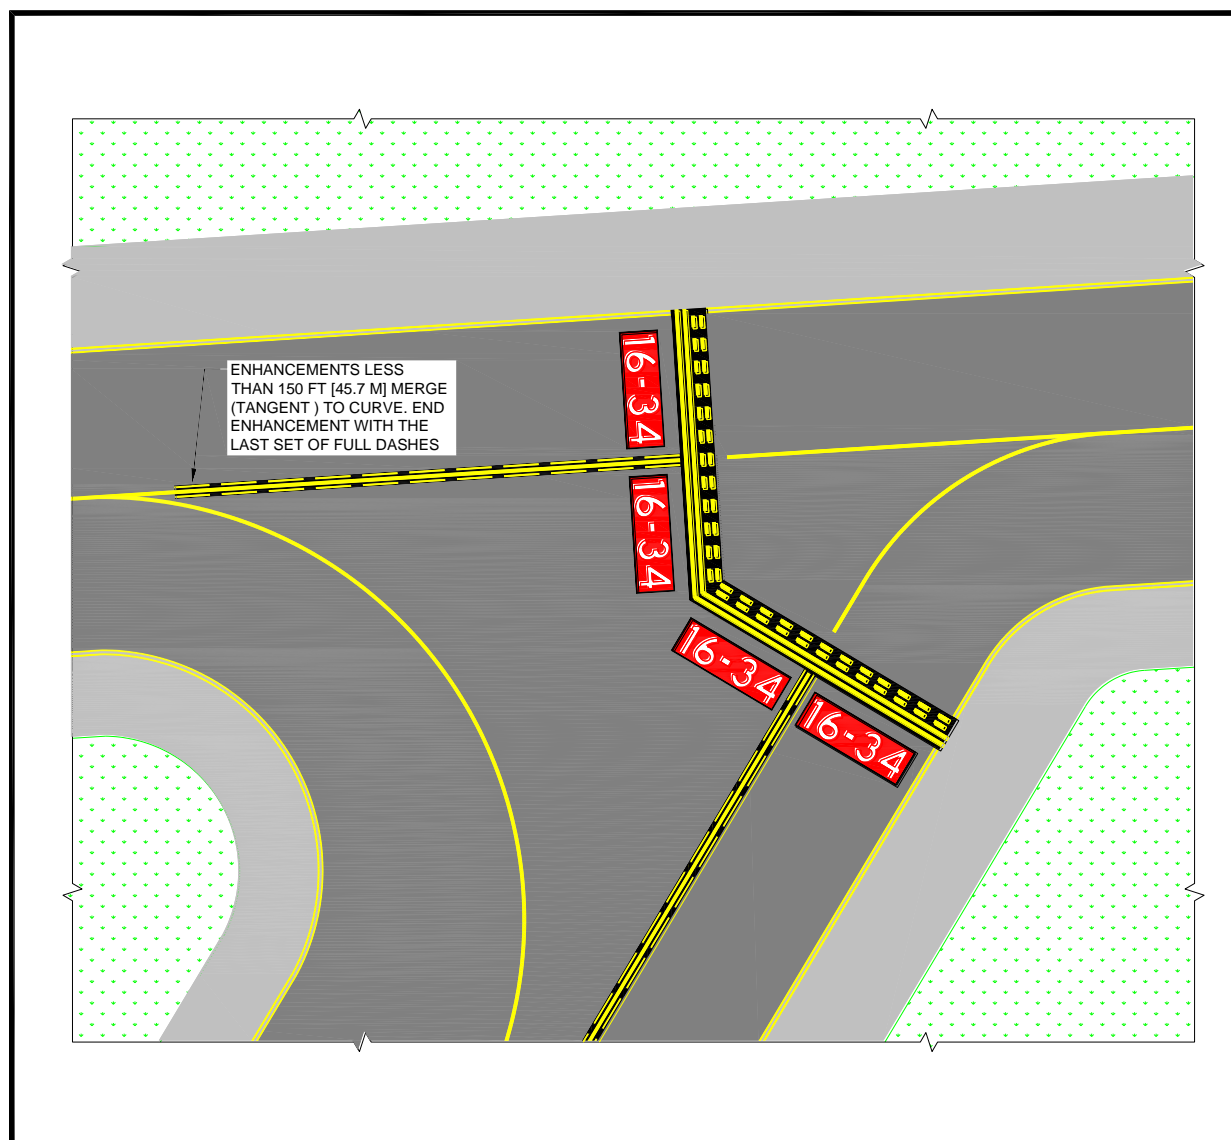 16-34
ENHANCEMENTS LESS
THAN 150 FT [45.7 M] MERGE
(TANGENT ) TO CURVE. END
ENHANCEMENT WITH THE
LAST SET OF FULL DASHES
16-34
16-34
16-34